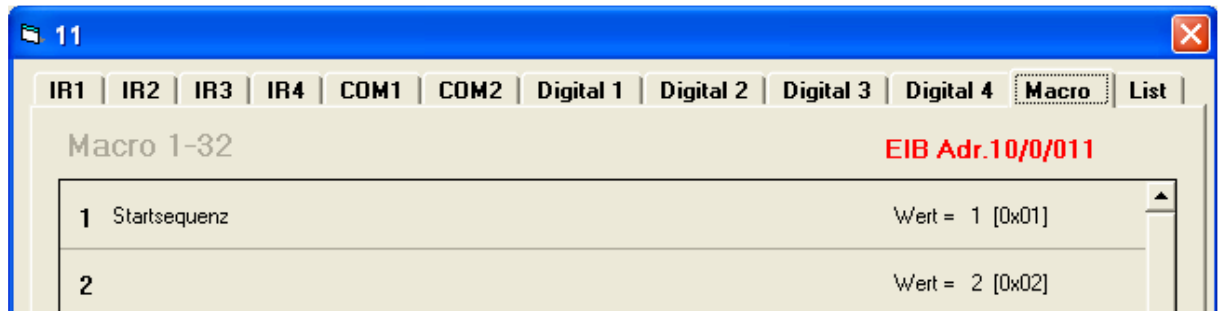 11
IR1 IR2 IR3 IR4 COM1 COM2 Digital 1 Digital 2 Digital 3 Digital 4 Macro List
Macro 1-32 EIB Adr.10/0/011
1 Startsequenz Wert = 1 [0x01]
2 Wert = 2 [0x02]